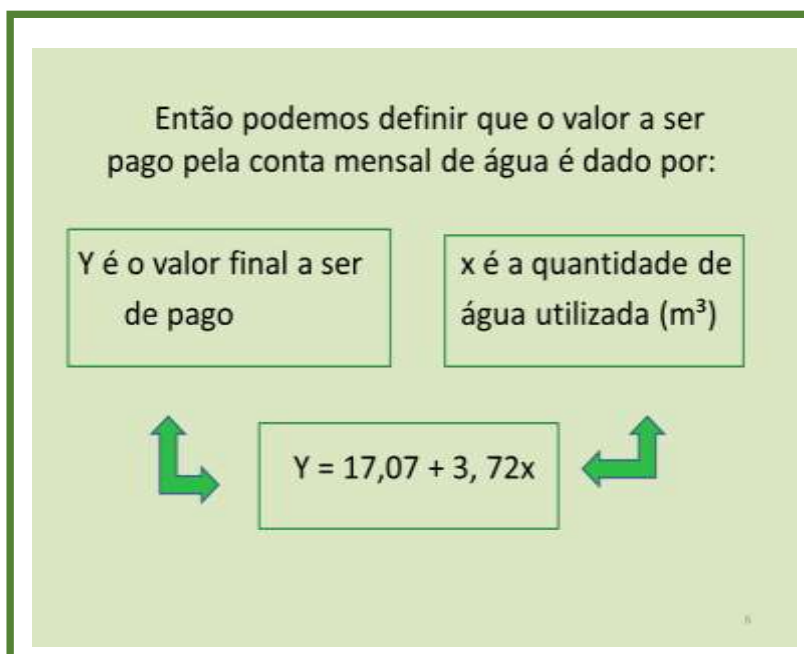 Então podemos definir que o valor a ser
pago pela conta mensal de água é dado por:
Y é o valor final a ser
de pago
x é a quantidade de
água utilizada (m³)
Y = 17,07 + 3, 72x